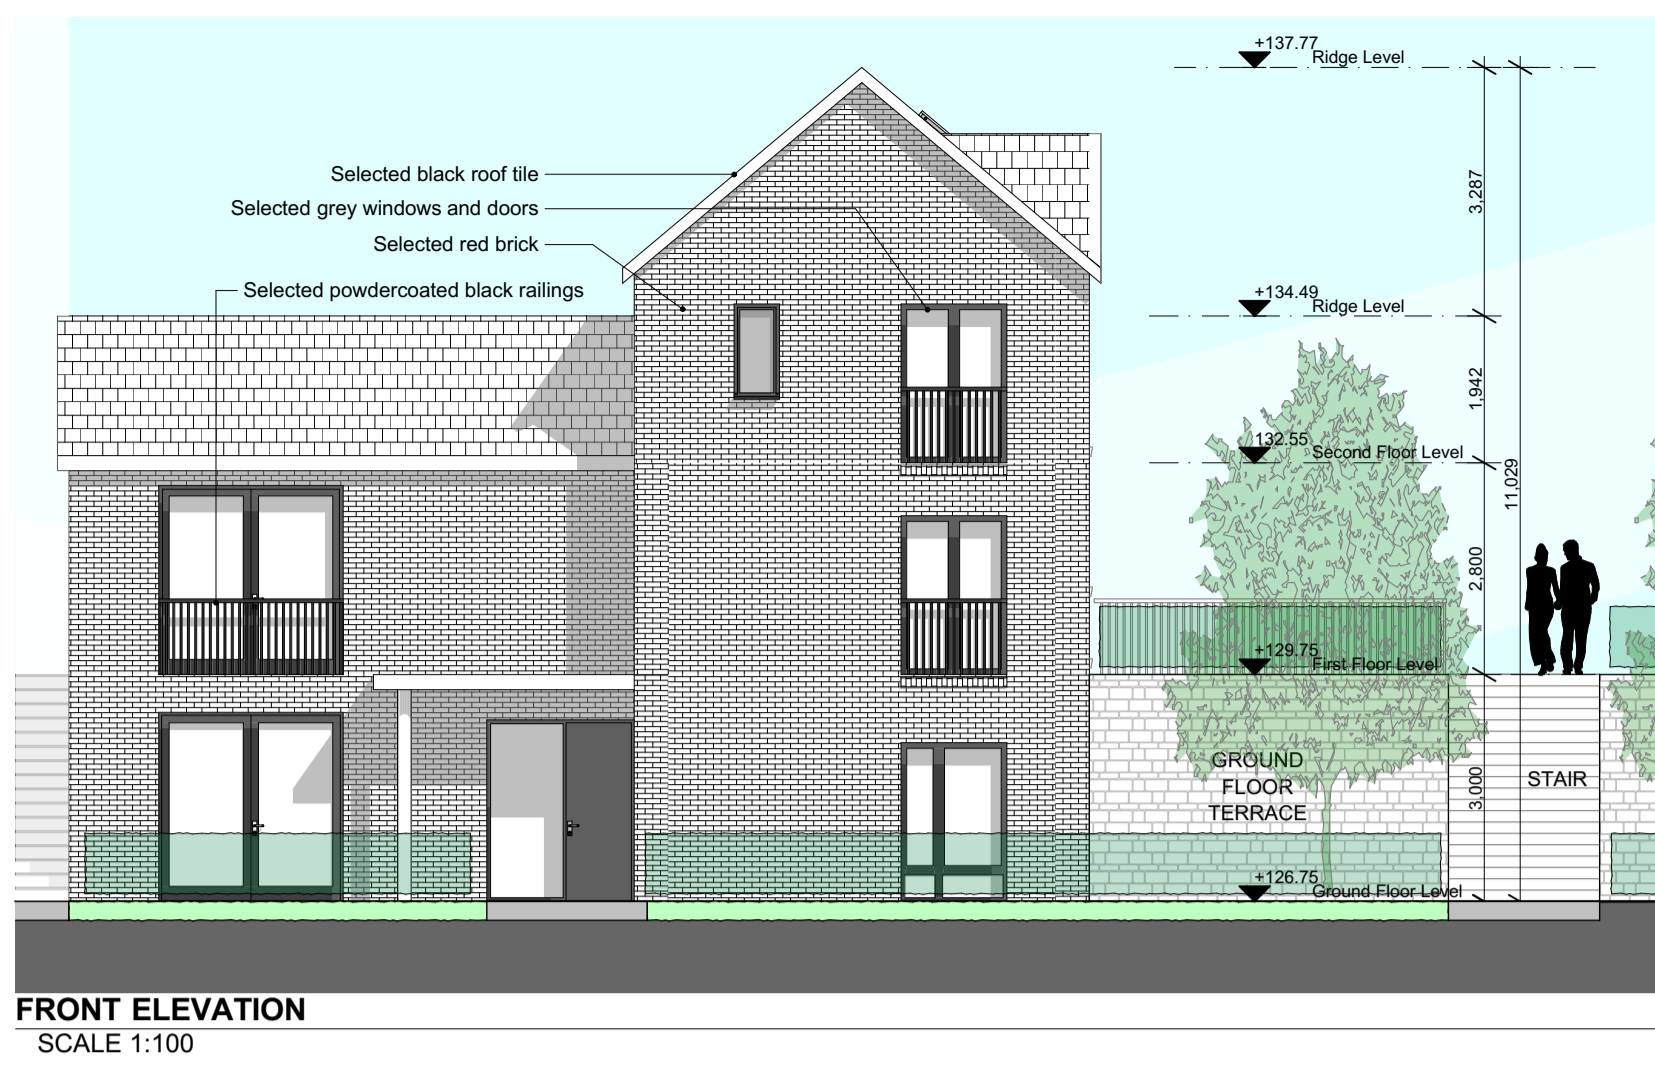 +137.77
Ridge Level
Selected black roof tile
Selected grey windows and doors
Selected red brick
Selected powdercoated black railings
3,287
+134.49
Ridge Level
1,942
132.55
Second Floor Level
11,029
2,800
+129.75
First Floor Level
GROUND
FLOOR
TERRACE
3,000
STAIR
+126.75
Ground Floor Level
FRONT ELEVATION
SCALE 1:100